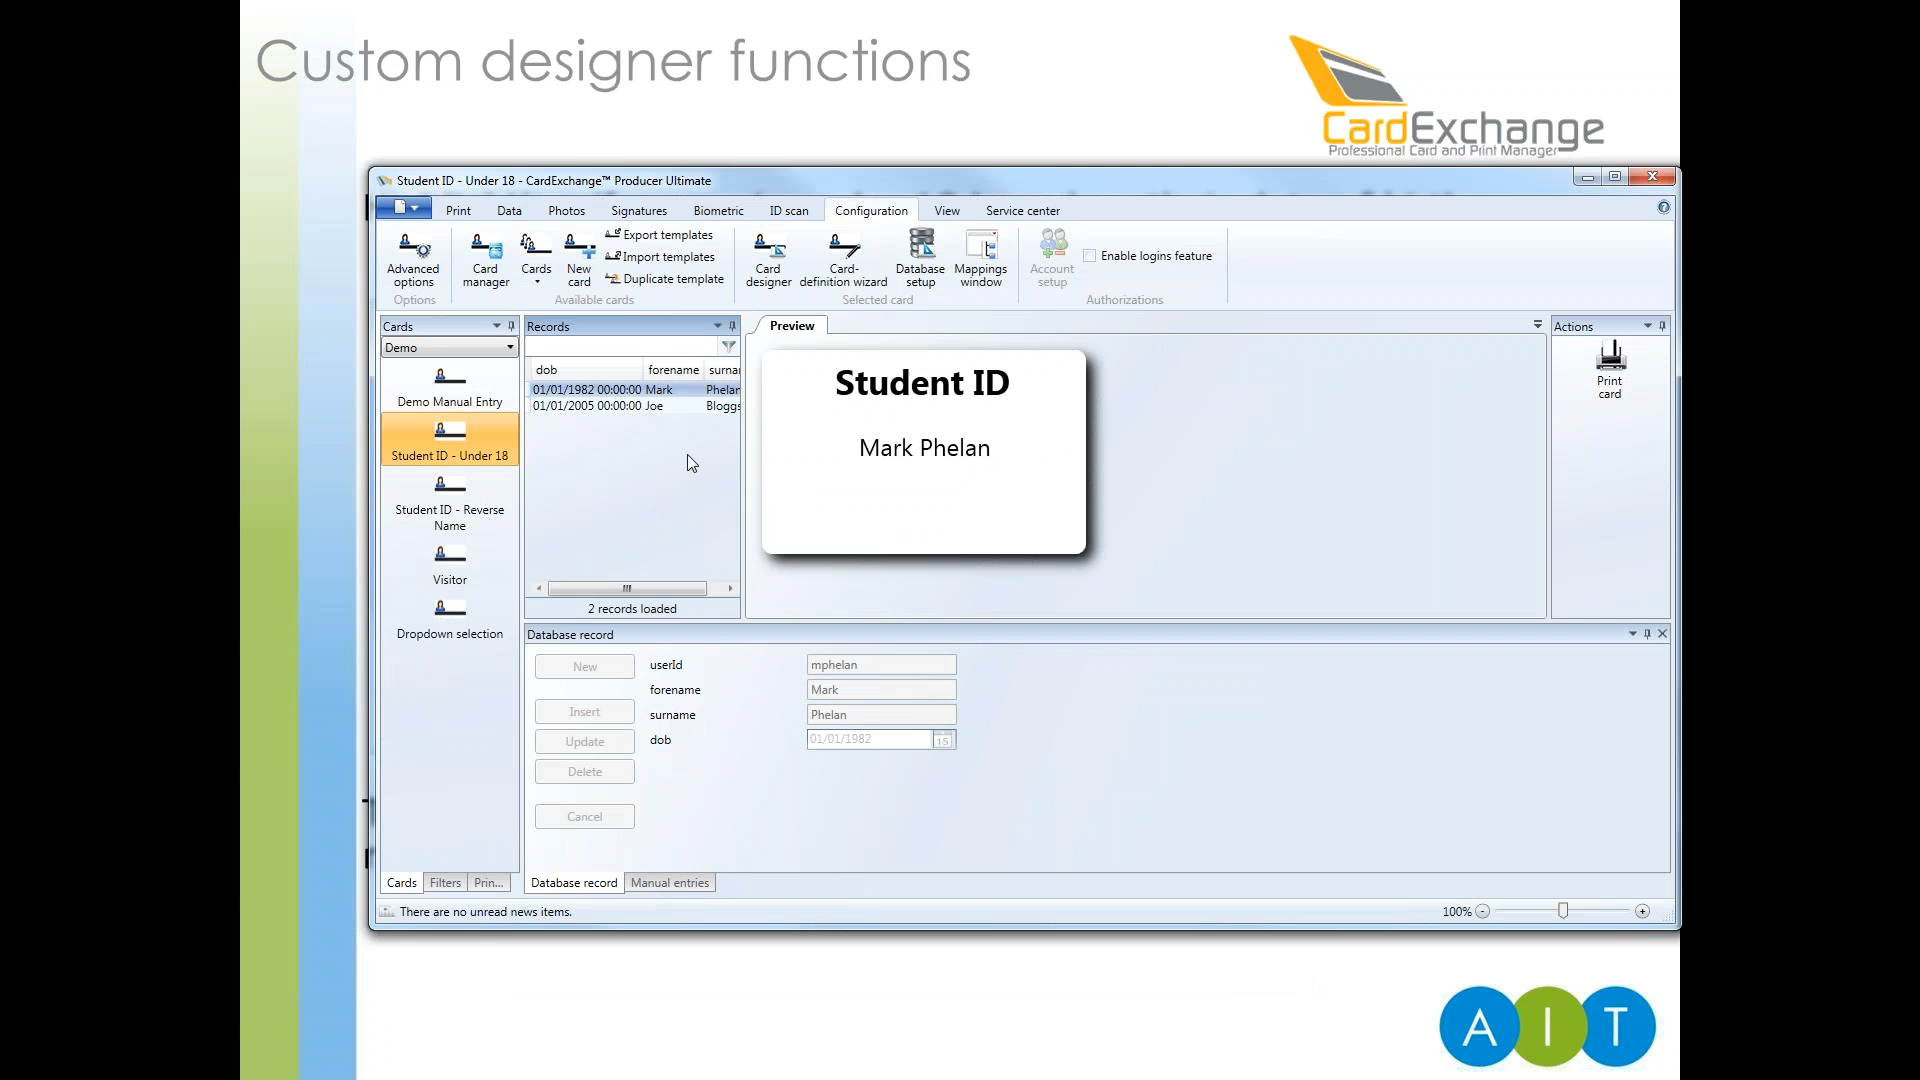 Custom designer functions
CardExchange
Professional Card and Print Manager
Student ID - Under 18 - CardExchange™ Producer Ultimate
Print Data Photos Signatures Biometric ID scan Configuration View Service center
Advanced options
Card manager
Cards
New card
Export templates
Import templates
Duplicate template
Card designer
Card-definition wizard
Database setup
Mappings window
Account setup
Enable logins feature
Options
Available cards
Selected card
Authorizations
Cards
Demo
Demo Manual Entry
Student ID - Under 18
Student ID - Reverse
Name
Visitor
Dropdown selection
Cards Filters Prin...
Records
dob forename surna
01/01/1982 00:00:00 Mark Phelan
01/01/2005 00:00:00 Joe Bloggs
2 records loaded
Preview
Student ID
Mark Phelan
Actions
Print
card
Database record
New
Insert
Update
Delete
Cancel
userId mphelan
forename Mark
surname Phelan
dob 01/01/1982 15
Database record Manual entries
There are no unread news items.
100%
A I T